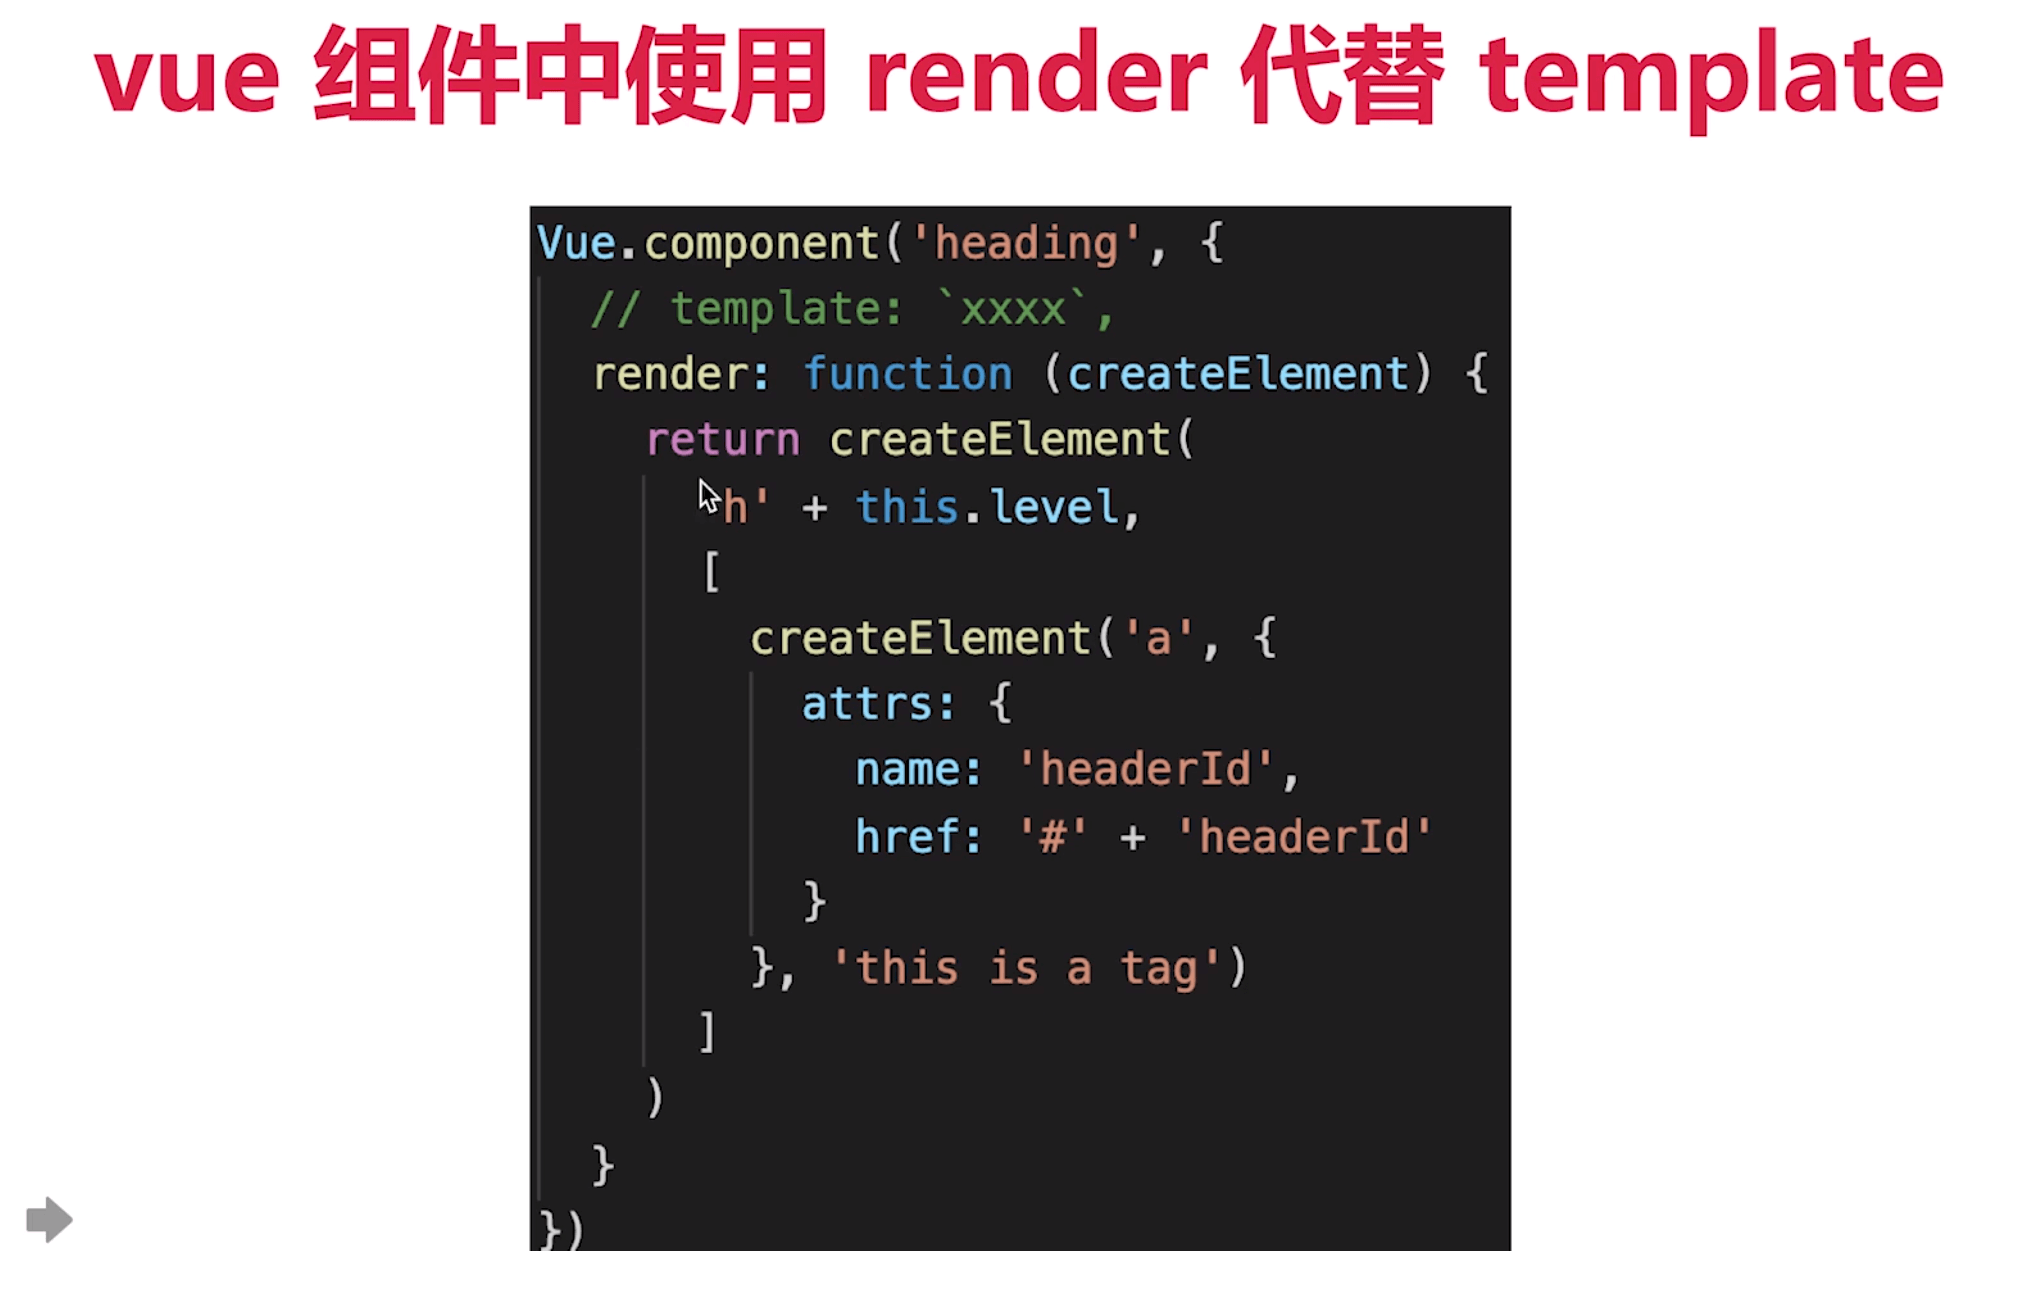 vue 组件中使用 render 代替 template
Vue.component('heading', {
// template: `xxxx`,
render: function (createElement) {
return createElement(
h' + this.level,
[
createElement('a', {
attrs: {
name: 'headerId',
href: '#' + 'headerId'
}
}, 'this is a tag')
]
)
}
})